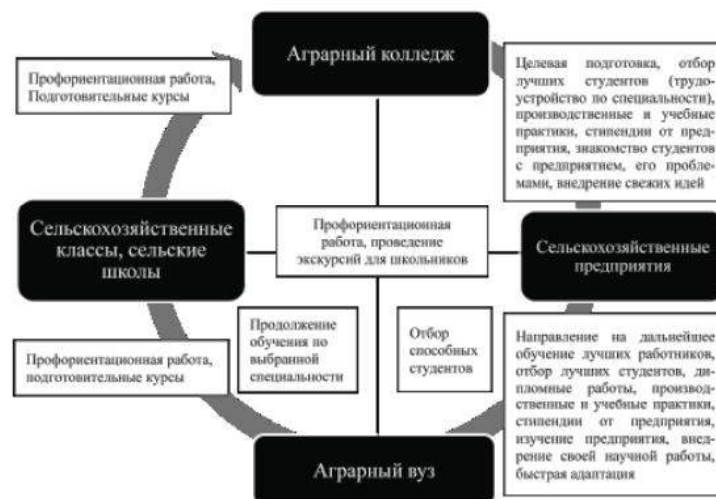 Аграрный колледж
Профориентационная работа,
Подготовительные курсы
Целевая подготовка, отбор
лучших студентов (трудо-
устройство по специальности),
производственные и учебные
практики, стипендии от пред-
приятия, знакомство студентов
с предприятием, его пробле-
мами, внедрение свежих идей
Сельскохозяйственные
классы, сельские
школы
Профориентационная
работа, проведение
экскурсий для школьников
Сельскохозяйственные
предприятия
Профориентационная работа,
подготовительные курсы
Продолжение
обучения по
выбранной
специальности
Отбор
способных
студентов
Направление на дальнейшее
обучение лучших работников,
отбор лучших студентов, ди-
пломные работы, производ-
ственные и учебные практики,
стипендии от предприятия,
изучение предприятия, внед-
рение своей научной работы,
быстрая адаптация
Аграрный вуз